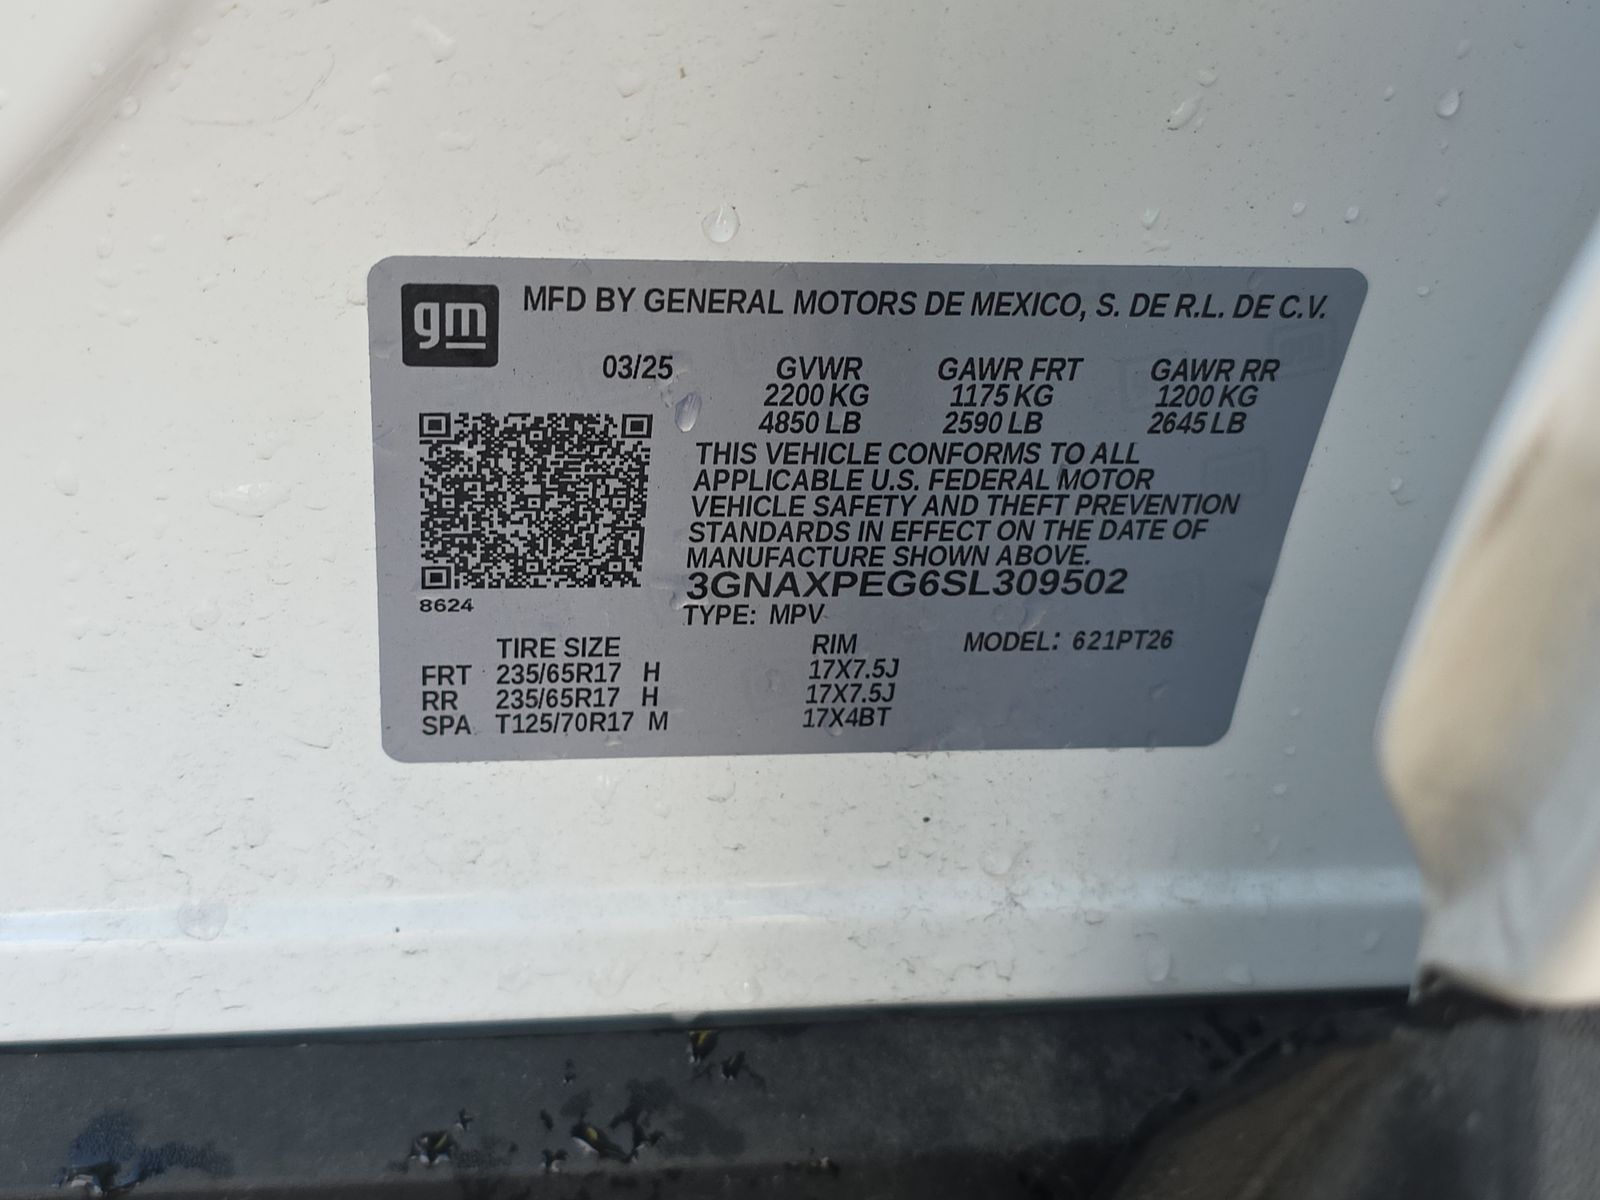 gm
MFD BY GENERAL MOTORS DE MEXICO, S. DE R.L. DE C.V.
03/25 GVWR GAWR FRT GAWR RR
2200 KG 1175 KG 1200 KG
4850 LB 2590 LB 2645 LB
THIS VEHICLE CONFORMS TO ALL
APPLICABLE U.S. FEDERAL MOTOR
VEHICLE SAFETY AND THEFT PREVENTION
STANDARDS IN EFFECT ON THE DATE OF
MANUFACTURE SHOWN ABOVE.
3GNAXPEG6SL309502
8624
TYPE: MPV
TIRE SIZE RIM MODEL: 621PT26
FRT 235/65R17 H 17X7.5J
RR 235/65R17 H 17X7.5J
SPA T125/70R17 M 17X4BT